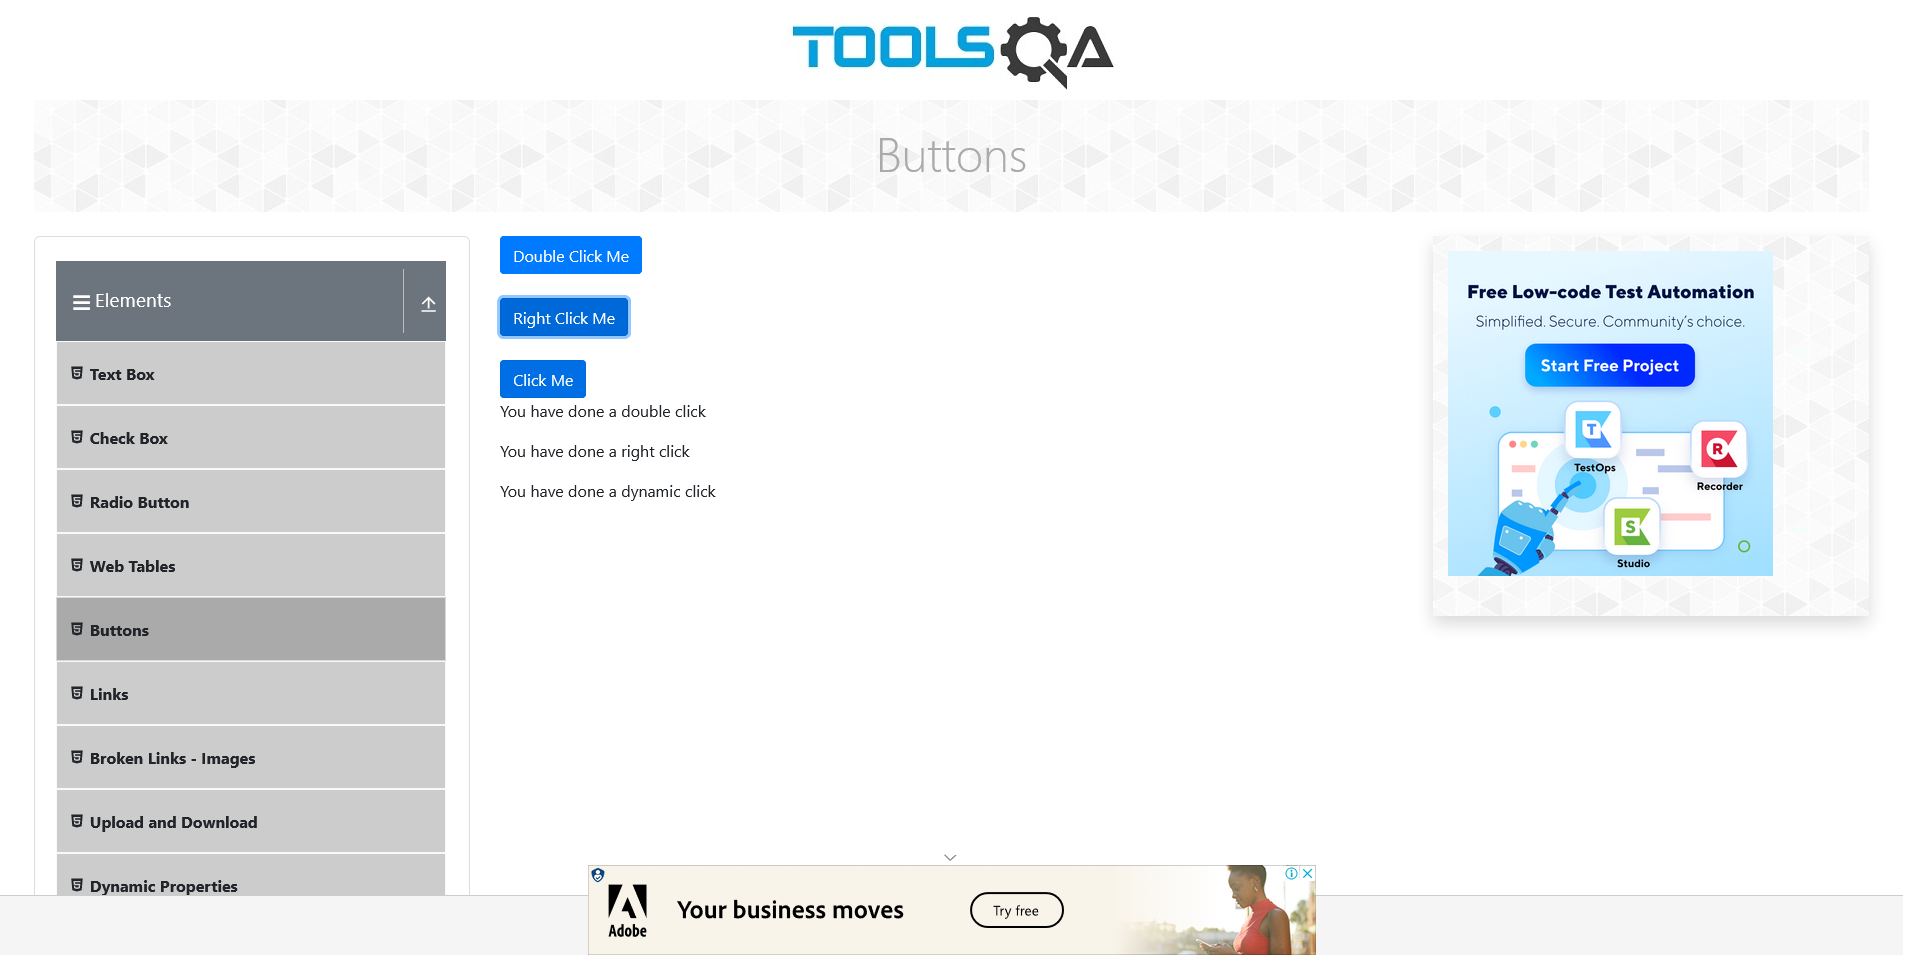 TOOLSQA
Buttons
Elements
Text Box
Check Box
Radio Button
Web Tables
Buttons
Links
Broken Links - Images
Upload and Download
Dynamic Properties
Double Click Me
Right Click Me
Click Me
You have done a double click
You have done a right click
You have done a dynamic click
Free Low-code Test Automation
Simplified. Secure. Community's choice.
Start Free Project
T
TestOps
R
Recorder
S
Studio
Adobe
Your business moves
Try free